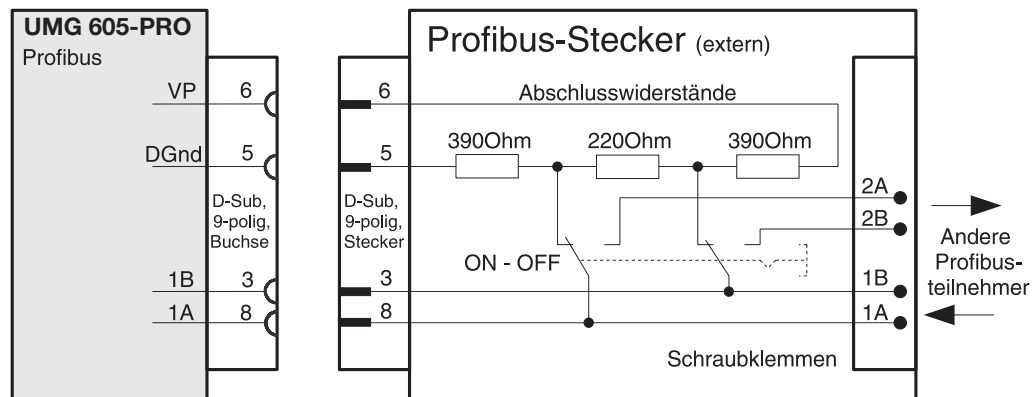 UMG 605-PRO
Profibus
VP 6
DGnd 5
D-Sub,
9-polig,
Buchse
1B 3
1A 8
Profibus-Stecker (extern)
6 Abschlusswiderstände
5 390Ohm 220Ohm 390Ohm
D-Sub,
9-polig,
Stecker
ON - OFF
3
8
2A
2B
1B
1A
Schraubklemmen
Andere
Profibus-
teilnehmer